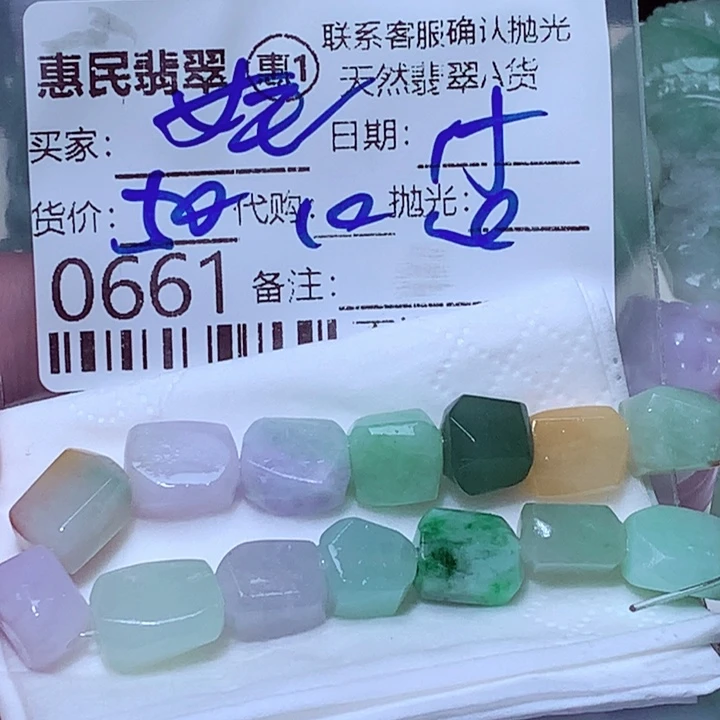 联系客服确认抛光
惠民翡翠 惠1 天然翡翠A货
买家: 日期:
货价: 代购: 10 抛光:
0661 备注: